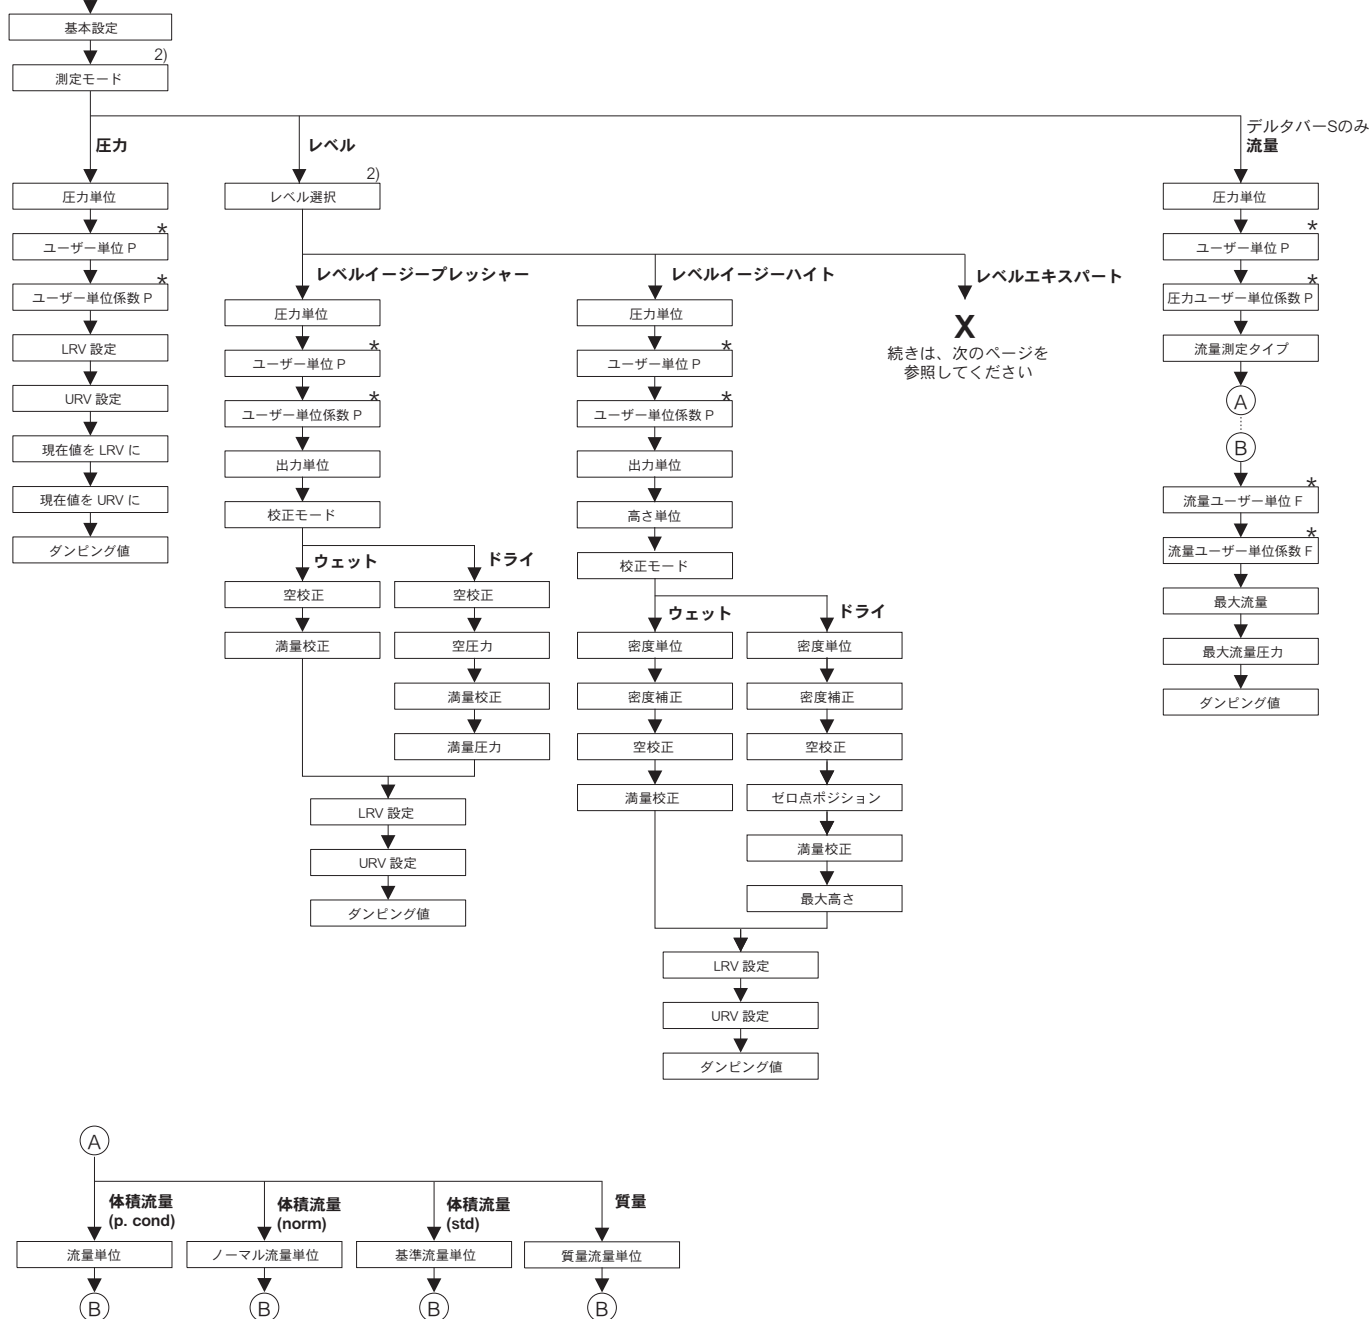 基本設定
2)
測定モード
圧力
圧力単位
*
ユーザー単位 P
*
ユーザー単位係数 P
LRV 設定
URV 設定
現在値を LRV に
現在値を URV に
ダンピング値
レベル
2)
レベル選択
レベルイージープレッシャー
圧力単位
*
ユーザー単位 P
*
ユーザー単位係数 P
出力単位
校正モード
ウェット
空校正
満量校正
ドライ
空校正
空圧力
満量校正
満量圧力
LRV 設定
URV 設定
ダンピング値
レベルイージーハイト
圧力単位
*
ユーザー単位 P
*
ユーザー単位係数 P
出力単位
高さ単位
校正モード
ウェット
密度単位
密度補正
空校正
満量校正
ドライ
密度単位
密度補正
空校正
ゼロ点ポジション
満量校正
最大高さ
LRV 設定
URV 設定
ダンピング値
レベルエキスパート
X
続きは、次のページを
参照してください
デルタバーSのみ
流量
圧力単位
*
ユーザー単位 P
*
圧力ユーザー単位係数 P
流量測定タイプ
A
B
*
流量ユーザー単位 F
*
流量ユーザー単位係数 F
最大流量
最大流量圧力
ダンピング値
A
体積流量
(p. cond)
流量単位
B
体積流量
(norm)
ノーマル流量単位
B
体積流量
(std)
基準流量単位
B
質量
質量流量単位
B